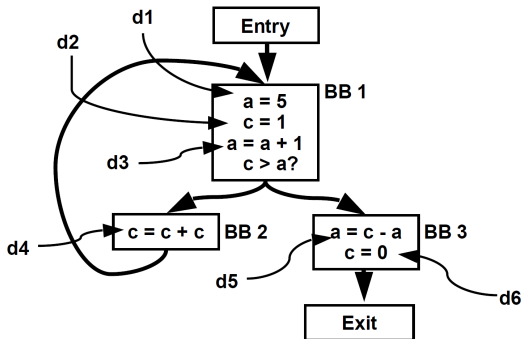 d1
Entry
d2
BB 1
a = 5
c = 1
a = a + 1
c > a?
d3
d4
c = c + c
BB 2
a = c - a
c = 0
BB 3
d5
d6
Exit